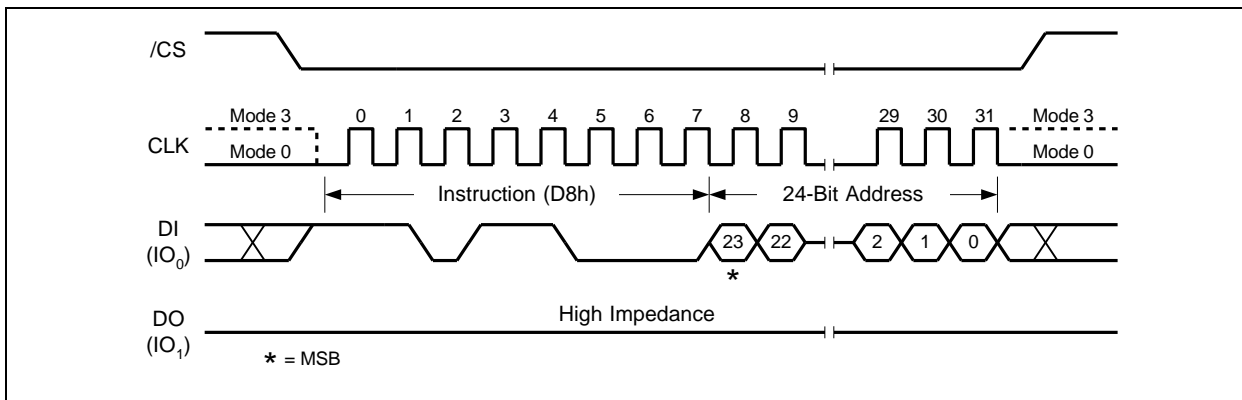 /CS
Mode 3 0 1 2 3 4 5 6 7 8 9 29 30 31 Mode 3
CLK
Mode 0 Mode 0
Instruction (D8h) 24-Bit Address
DI
(IO0)
23 22 2 1 0
*
DO
(IO1)
High Impedance
* = MSB